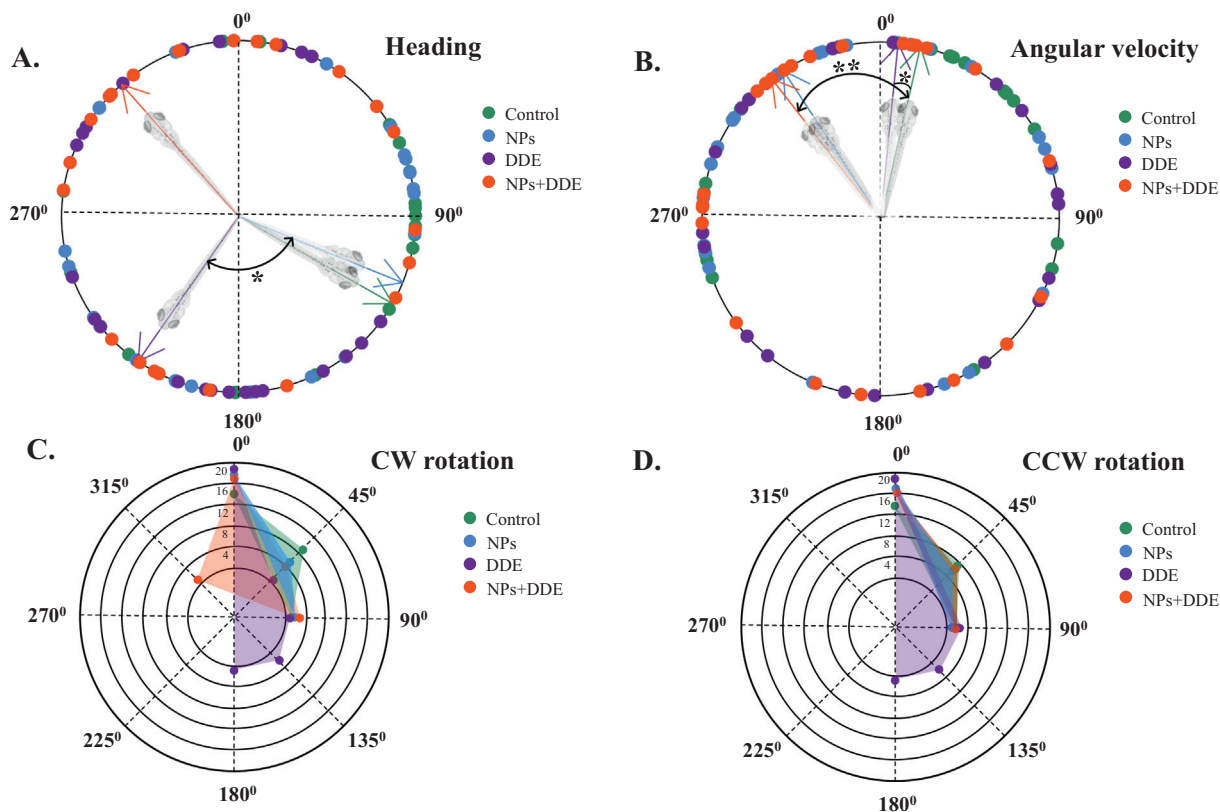 0⁰
A.
Heading
Control
NPs
DDE
NPs+DDE
270⁰
90⁰
*
180⁰
0⁰
B.
Angular velocity
**
*
Control
NPs
DDE
NPs+DDE
270⁰
90⁰
180⁰
C.
0⁰
CW rotation
315⁰
45⁰
20
16
12
8
4
Control
NPs
DDE
NPs+DDE
270⁰
90⁰
225⁰
135⁰
180⁰
D.
0⁰
CCW rotation
315⁰
45⁰
20
16
12
8
4
Control
NPs
DDE
NPs+DDE
270⁰
90⁰
225⁰
135⁰
180⁰